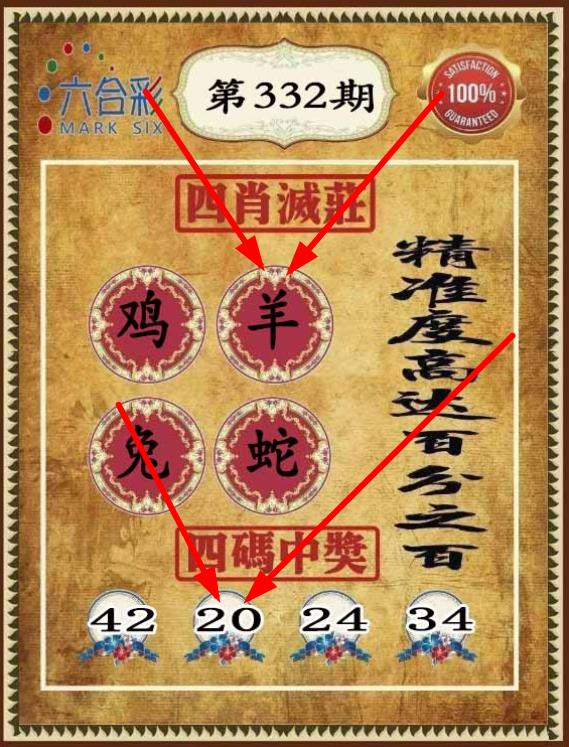 六合彩
MARK SIX
第332期
SATISFACTION
100%
GUARANTEED
四肖滅莊
鸡
羊
兔
蛇
精准度高达百分之百
四碼中獎
42 20 24 34